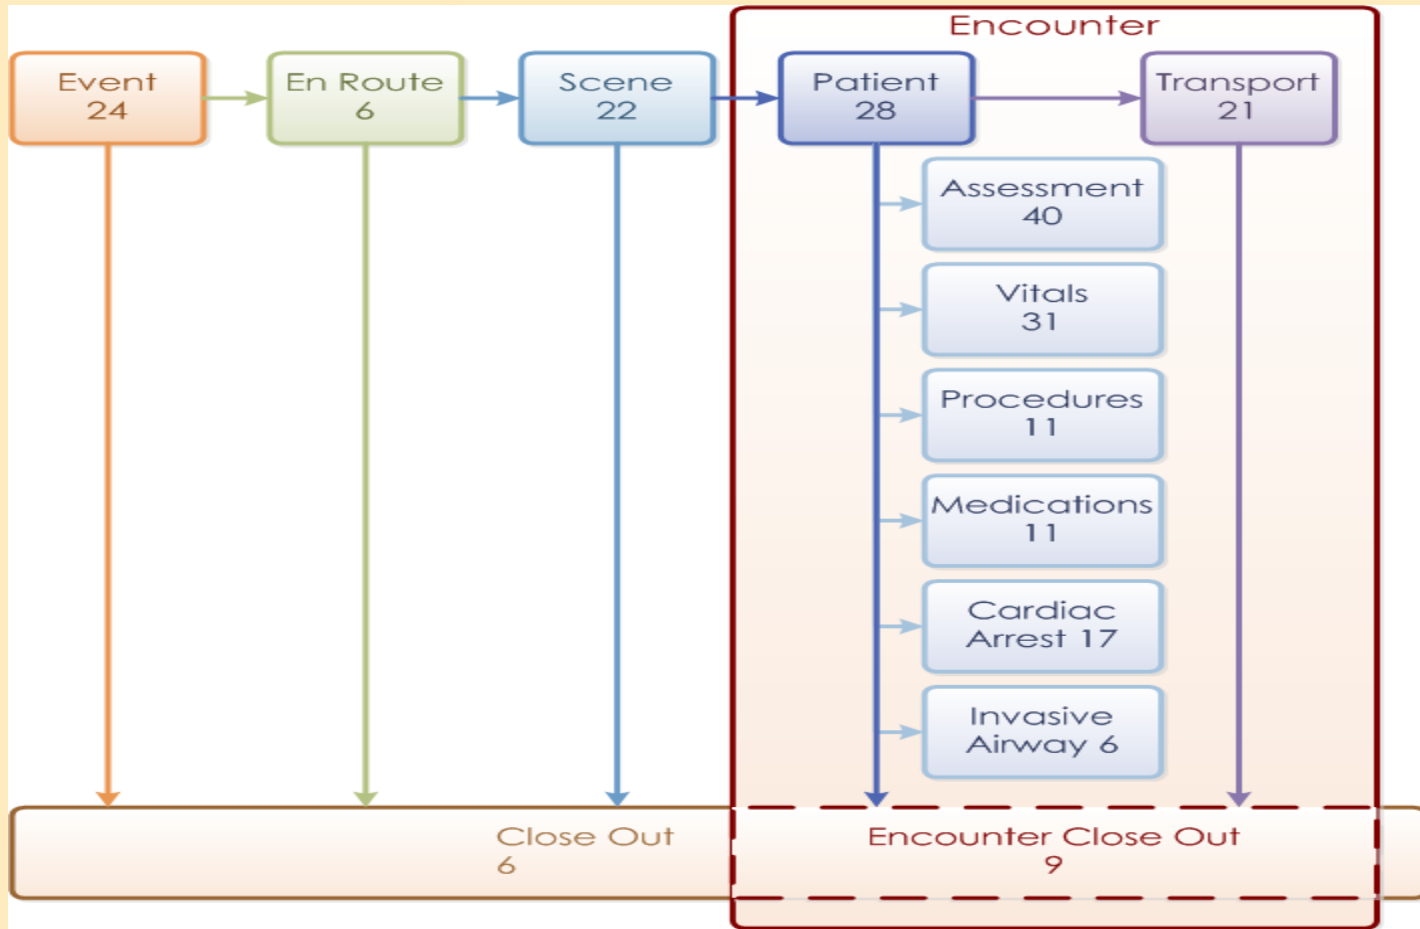 Encounter
Event
24
En Route
6
Scene
22
Patient
28
Transport
21
Assessment
40
Vitals
31
Procedures
11
Medications
11
Cardiac
Arrest 17
Invasive
Airway 6
Close Out
6
Encounter Close Out
9